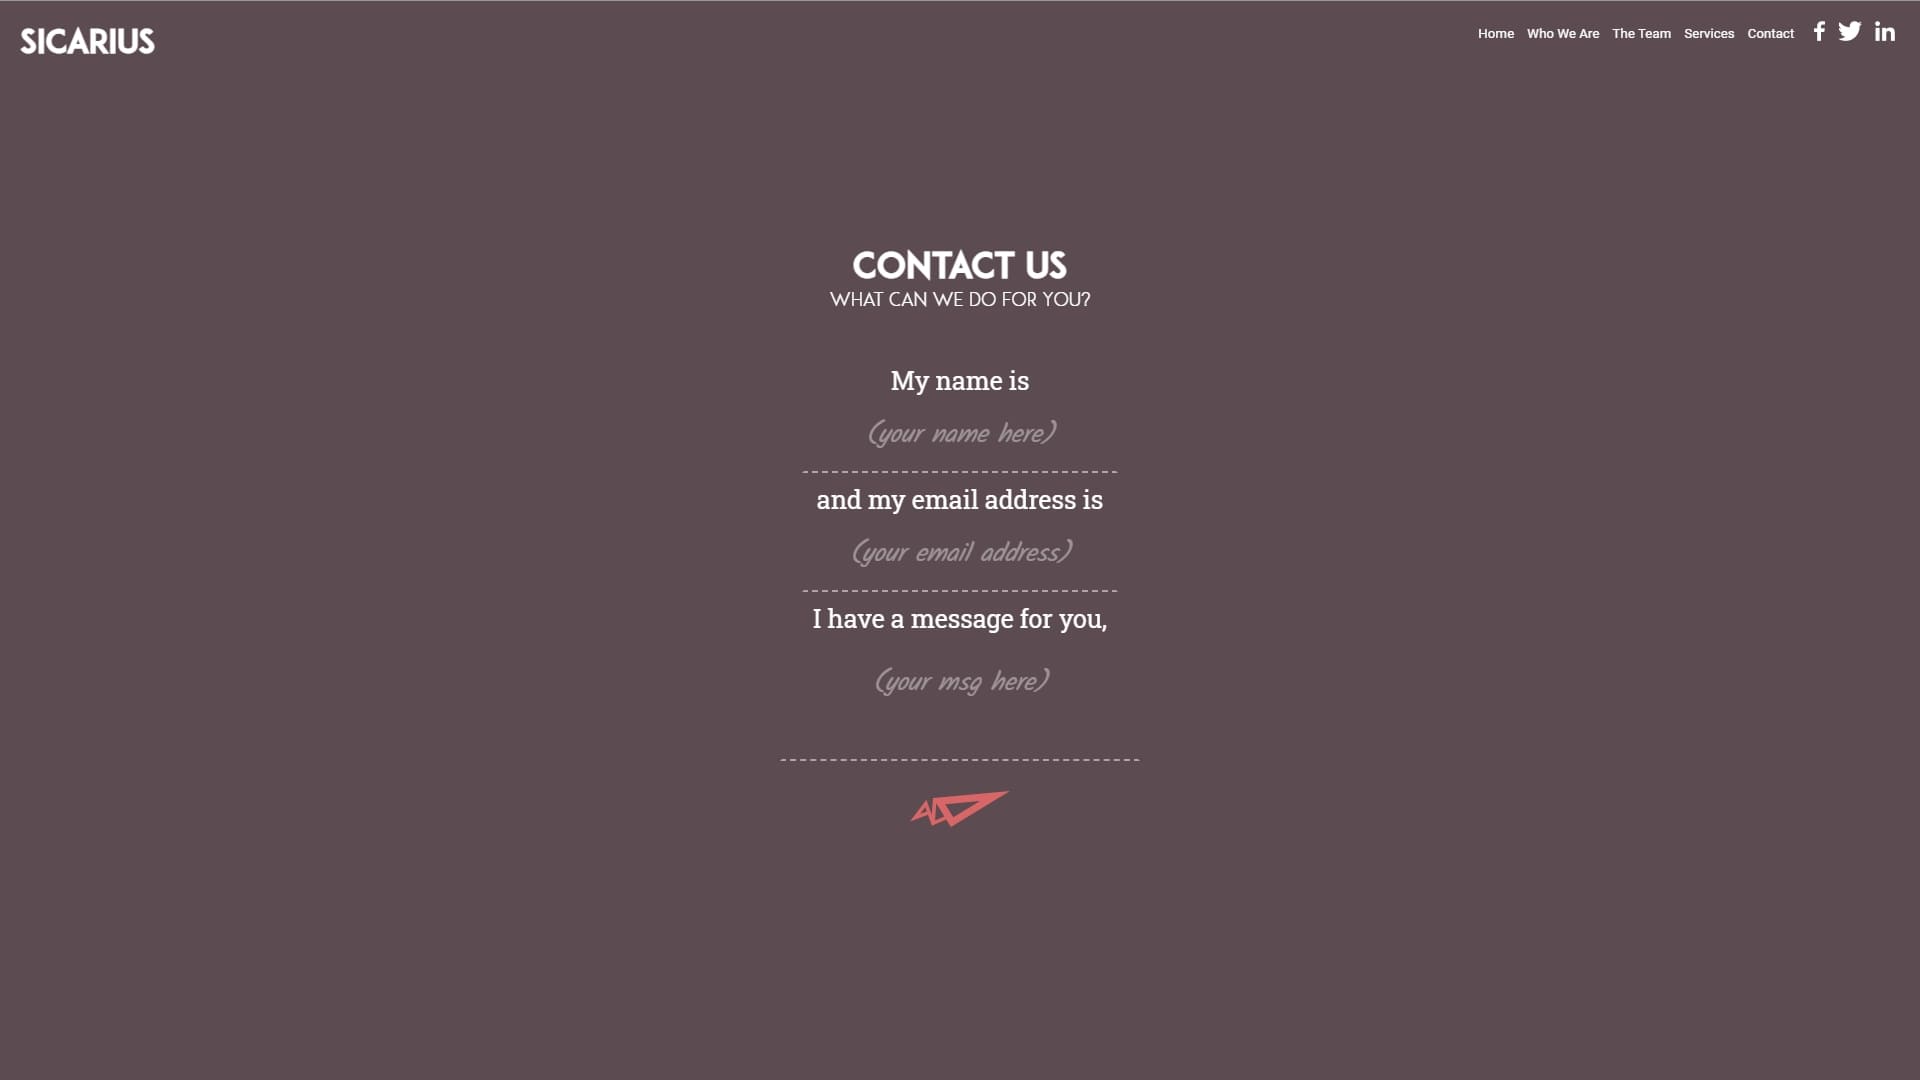 SICARIUS
Home Who We Are The Team Services Contact
CONTACT US
WHAT CAN WE DO FOR YOU?
My name is
(your name here)
and my email address is
(your email address)
I have a message for you,
(your msg here)